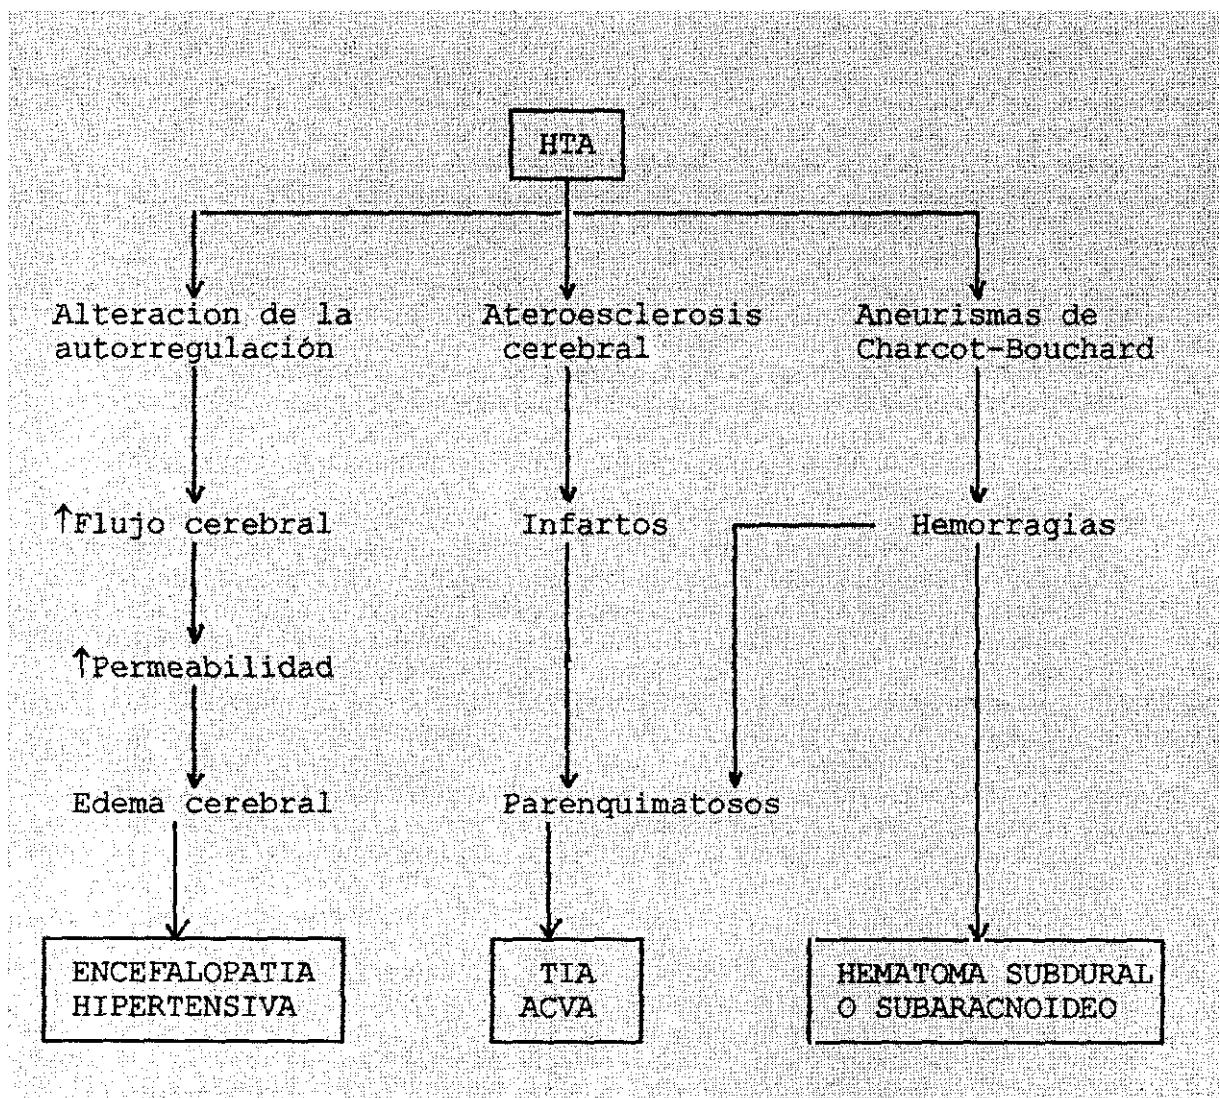 HTA
Alteracion de la
autorregulación
Ateroesclerosis
cerebral
Aneurismas de
Charcot-Bouchard
↑Flujo cerebral
Infartos
Hemorragias
↑Permeabilidad
Edema cerebral
Parenquimatosos
ENCEFALOPATIA
HIPERTENSIVA
TIA
ACVA
HEMATOMA SUBDURAL
O SUBARACNOIDEO